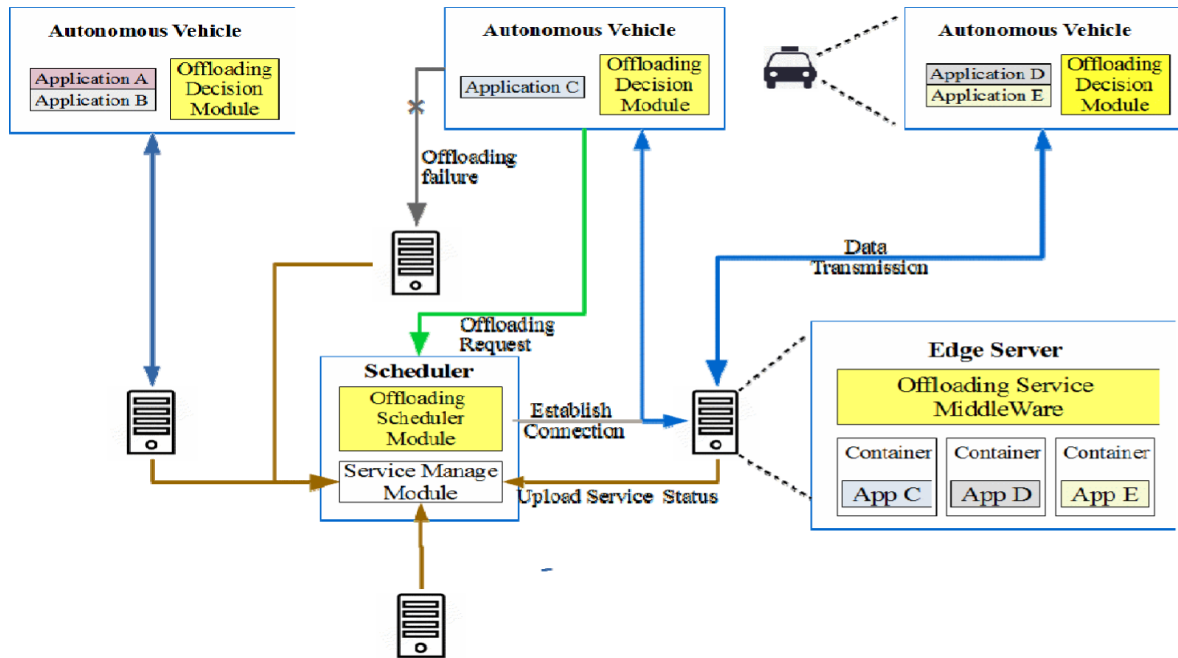 Autonomous Vehicle
Application A
Application B
Offloading
Decision
Module
Autonomous Vehicle
Application C
Offloading
Decision
Module
Autonomous Vehicle
Application D
Application E
Offloading
Decision
Module
Offloading
failure
Data
Transmission
Offloading
Request
Scheduler
Offloading
Scheduler
Module
Service Manage
Module
Establish
Connection
Upload Service Status
Edge Server
Offloading Service
MiddleWare
Container
App C
Container
App D
Container
App E